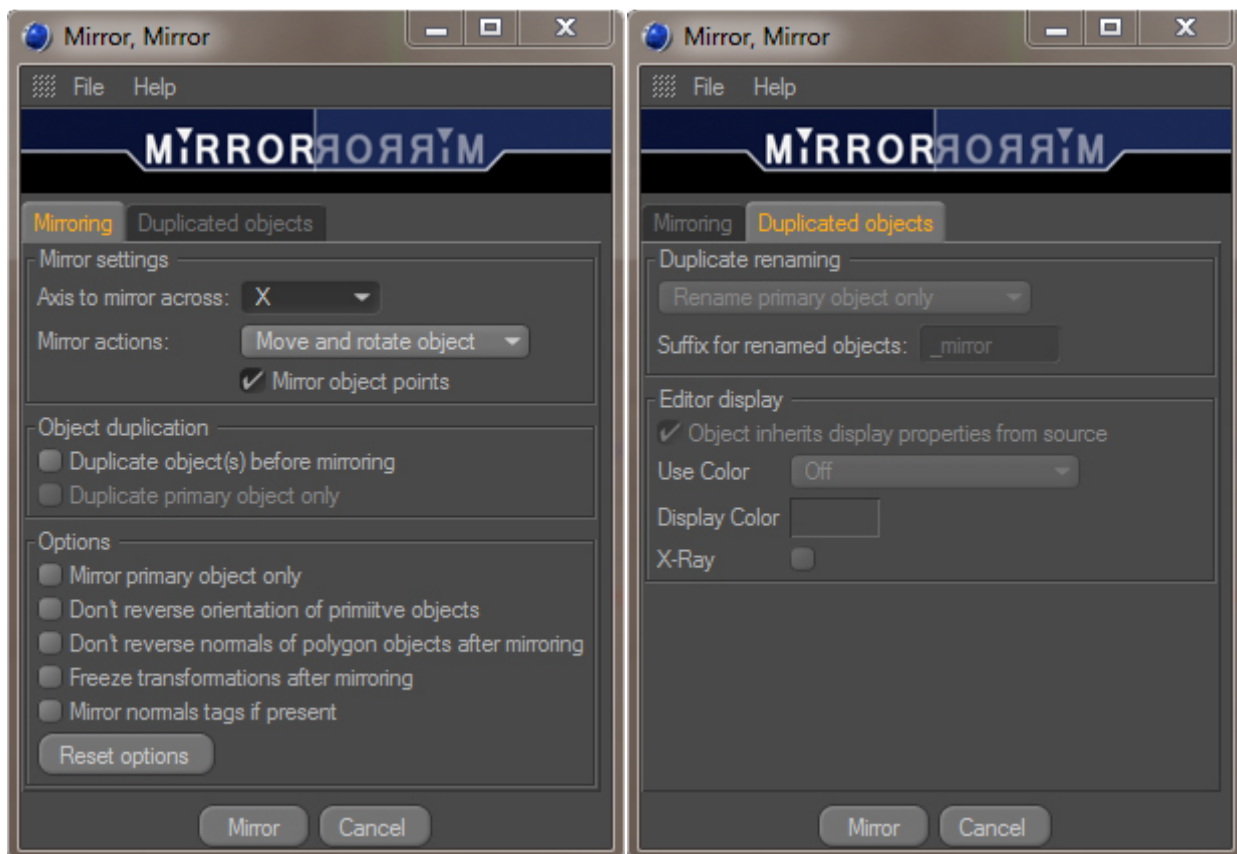 Mirror, Mirror
File Help
MIRRORRORRIM
Mirroring Duplicated objects
Mirror settings
Axis to mirror across: X
Mirror actions: Move and rotate object
Mirror object points
Object duplication
Duplicate object(s) before mirroring
Duplicate primary object only
Options
Mirror primary object only
Don't reverse orientation of primiitve objects
Don't reverse normals of polygon objects after mirroring
Freeze transformations after mirroring
Mirror normals tags if present
Reset options
Mirror Cancel
Mirror, Mirror
File Help
MIRRORRORRIM
Mirroring Duplicated objects
Duplicate renaming
Rename primary object only
Suffix for renamed objects: _mirror
Editor display
Object inherits display properties from source
Use Color Off
Display Color
X-Ray
Mirror Cancel